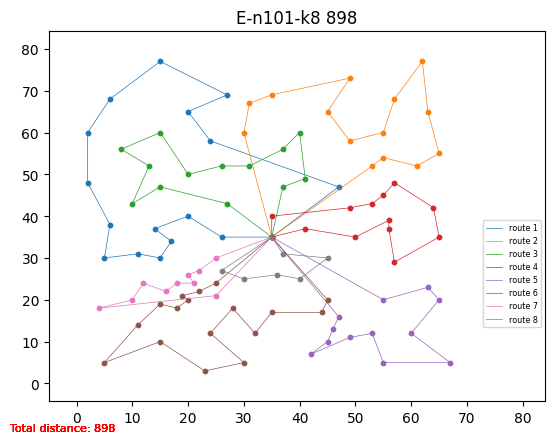 E-n101-k8 898
80
70
60
50
40
30
20
10
0
0 10 20 30 40 50 60 70 80
route 1
route 2
route 3
route 4
route 5
route 6
route 7
route 8
Total distance: 898